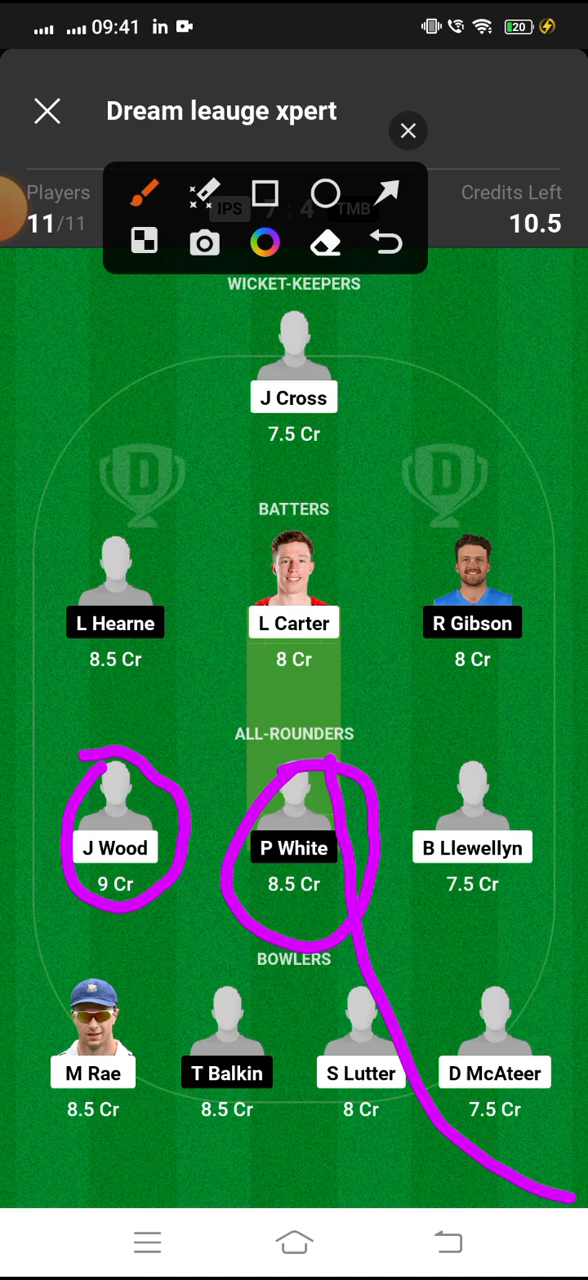 09:41 in 20
Dream leauge xpert
Players Credits Left
11/11 IPS 7 : 4 TMB 10.5
WICKET-KEEPERS
J Cross
7.5 Cr
BATTERS
L Hearne L Carter R Gibson
8.5 Cr 8 Cr 8 Cr
ALL-ROUNDERS
J Wood P White B Llewellyn
9 Cr 8.5 Cr 7.5 Cr
BOWLERS
M Rae T Balkin S Lutter D McAteer
8.5 Cr 8.5 Cr 8 Cr 7.5 Cr